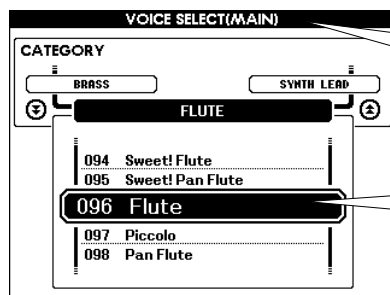 VOICE SELECT(MAIN)
CATEGORY
BRASS SYNTH LEAD
FLUTE
094 Sweet! Flute
095 Sweet! Pan Flute
096 Flute
097 Piccolo
098 Pan Flute